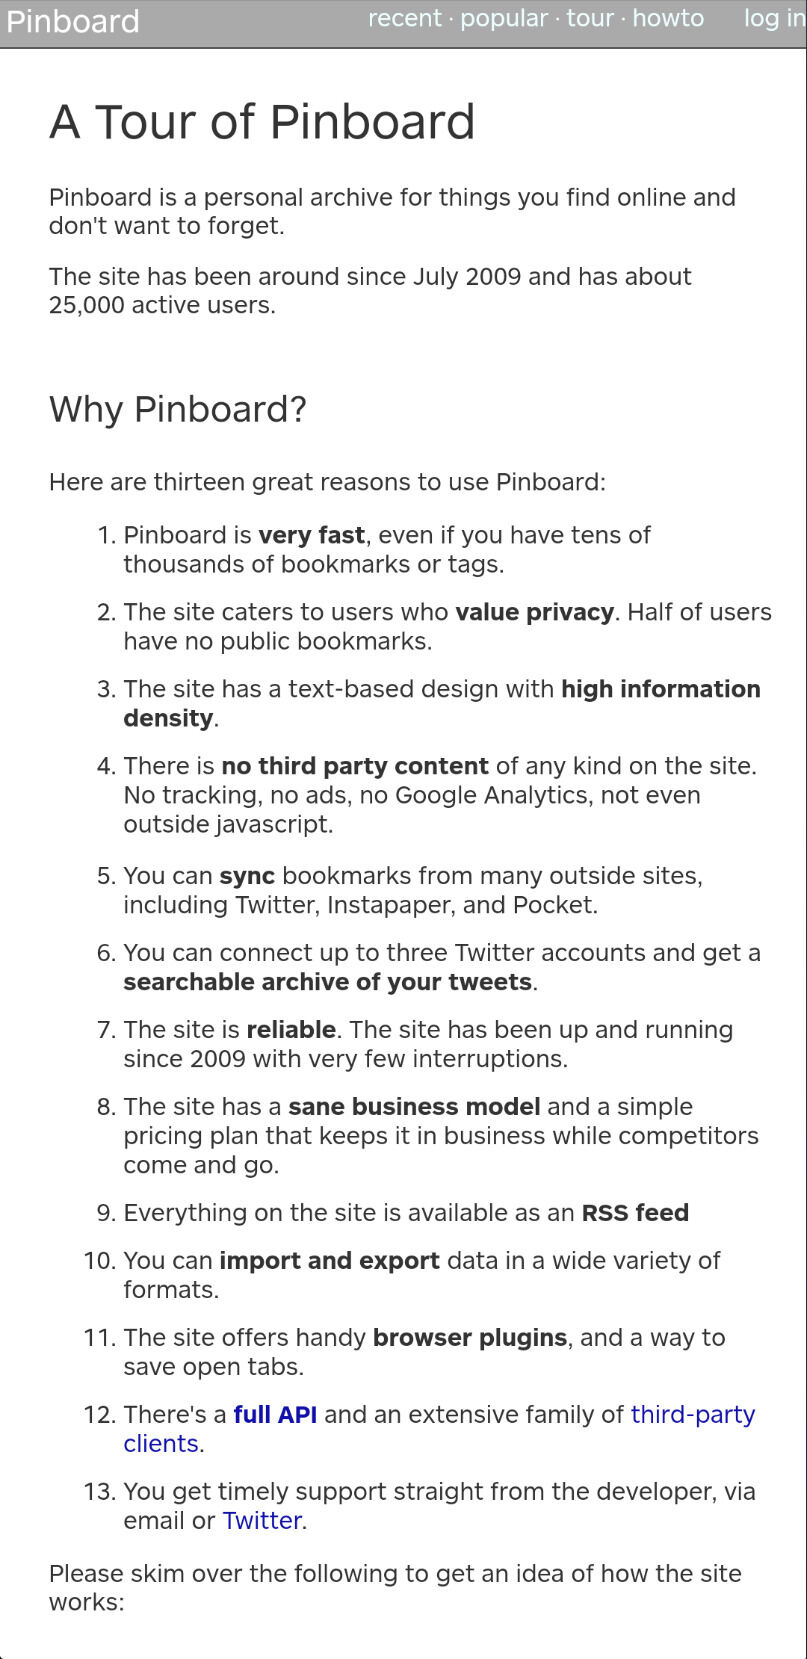 Pinboard recent · popular · tour · howto log in
A Tour of Pinboard
Pinboard is a personal archive for things you find online and
don't want to forget.
The site has been around since July 2009 and has about
25,000 active users.
Why Pinboard?
Here are thirteen great reasons to use Pinboard:
1. Pinboard is very fast, even if you have tens of
thousands of bookmarks or tags.
2. The site caters to users who value privacy. Half of users
have no public bookmarks.
3. The site has a text-based design with high information
density.
4. There is no third party content of any kind on the site.
No tracking, no ads, no Google Analytics, not even
outside javascript.
5. You can sync bookmarks from many outside sites,
including Twitter, Instapaper, and Pocket.
6. You can connect up to three Twitter accounts and get a
searchable archive of your tweets.
7. The site is reliable. The site has been up and running
since 2009 with very few interruptions.
8. The site has a sane business model and a simple
pricing plan that keeps it in business while competitors
come and go.
9. Everything on the site is available as an RSS feed
10. You can import and export data in a wide variety of
formats.
11. The site offers handy browser plugins, and a way to
save open tabs.
12. There's a full API and an extensive family of third-party
clients.
13. You get timely support straight from the developer, via
email or Twitter.
Please skim over the following to get an idea of how the site
works: